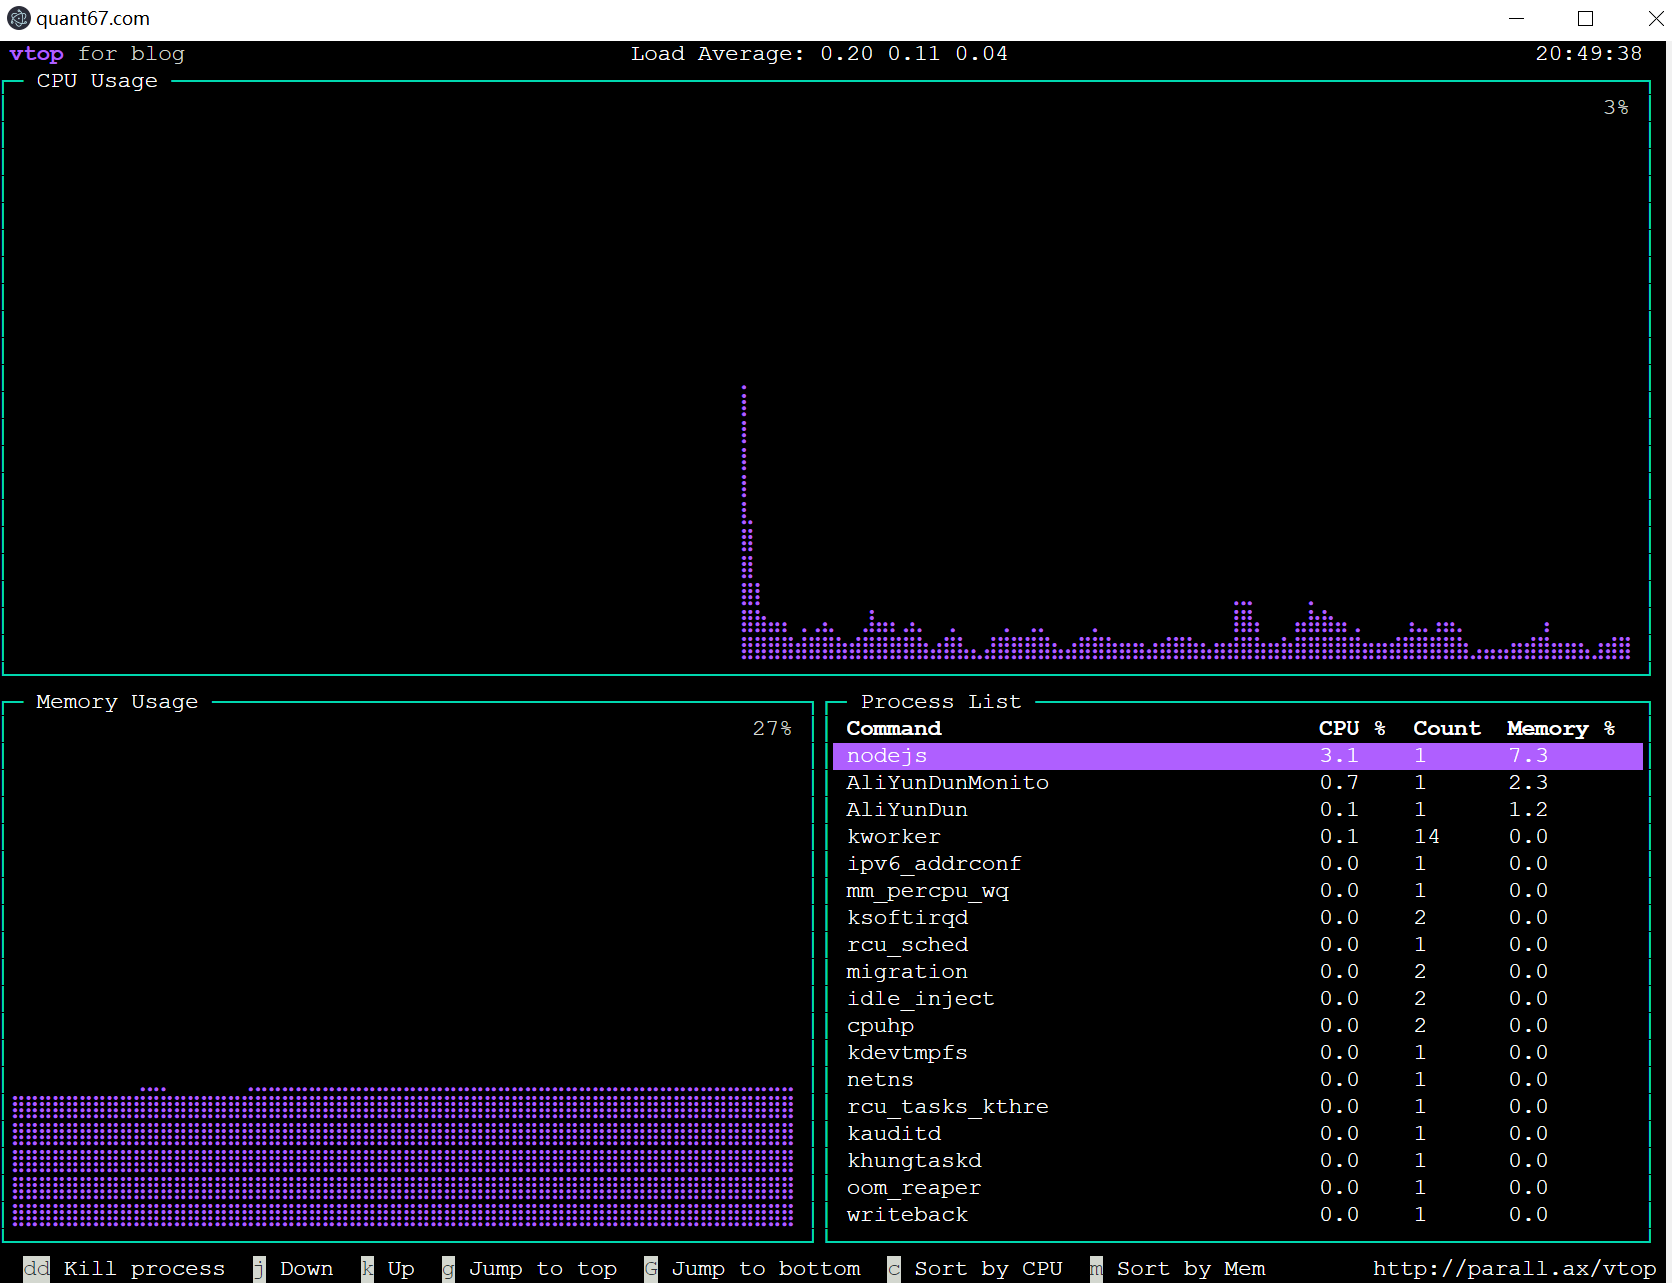 quant67.com
vtop for blog Load Average: 0.20 0.11 0.04 20:49:38
CPU Usage
3%
Memory Usage
27%
Process List
Command CPU % Count Memory %
nodejs 3.1 1 7.3
AliYunDunMonito 0.7 1 2.3
AliYunDun 0.1 1 1.2
kworker 0.1 14 0.0
ipv6_addrconf 0.0 1 0.0
mm_percpu_wq 0.0 1 0.0
ksoftirqd 0.0 2 0.0
rcu_sched 0.0 1 0.0
migration 0.0 2 0.0
idle_inject 0.0 2 0.0
cpuhp 0.0 2 0.0
kdevtmpfs 0.0 1 0.0
netns 0.0 1 0.0
rcu_tasks_kthre 0.0 1 0.0
kauditd 0.0 1 0.0
khungtaskd 0.0 1 0.0
oom_reaper 0.0 1 0.0
writeback 0.0 1 0.0
dd Kill process j Down k Up g Jump to top G Jump to bottom c Sort by CPU m Sort by Mem http://parall.ax/vtop